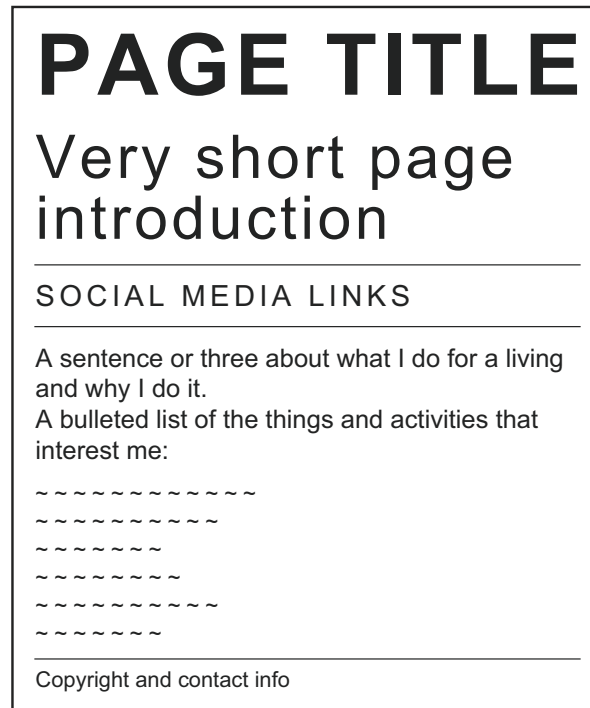 PAGE TITLE
Very short page
introduction
SOCIAL MEDIA LINKS
A sentence or three about what I do for a living
and why I do it.
A bulleted list of the things and activities that
interest me:
~ ~ ~ ~ ~ ~ ~ ~ ~ ~ ~ ~
~ ~ ~ ~ ~ ~ ~ ~ ~ ~
~ ~ ~ ~ ~ ~ ~
~ ~ ~ ~ ~ ~ ~ ~
~ ~ ~ ~ ~ ~ ~ ~ ~ ~
~ ~ ~ ~ ~ ~ ~
Copyright and contact info